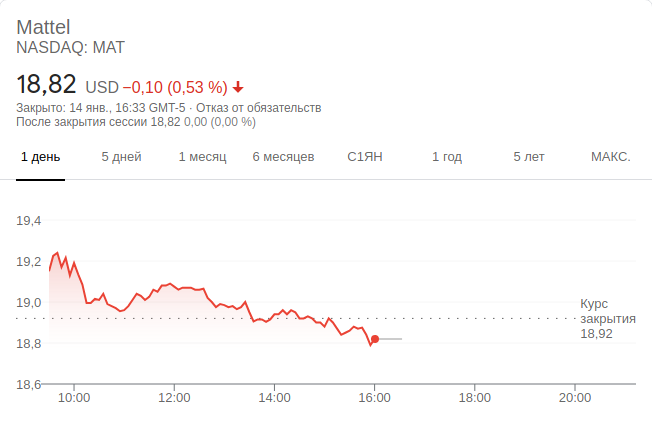 Mattel
NASDAQ: MAT
18,82 USD −0,10 (0,53 %)
Закрыто: 14 янв., 16:33 GMT-5 · Отказ от обязательств
После закрытия сессии 18,82 0,00 (0,00 %)
1 день 5 дней 1 месяц 6 месяцев С1ЯН 1 год 5 лет МАКС.
19,4
19,2
19,0
18,8
18,6
Курс
закрытия
18,92
10:00 12:00 14:00 16:00 18:00 20:00